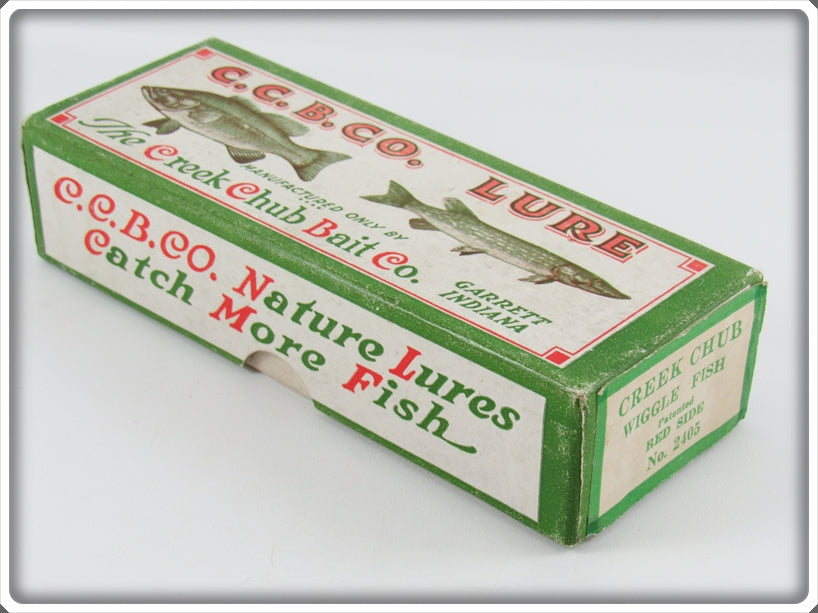 C.C.B.CO. LURE
MANUFACTURED ONLY BY
The Creek Chub Bait Co.
GARRETT
INDIANA
C.C.B.CO. Nature Lures
Catch More Fish
CREEK CHUB
WIGGLE FISH
Patented
RED SIDE
No. 2405